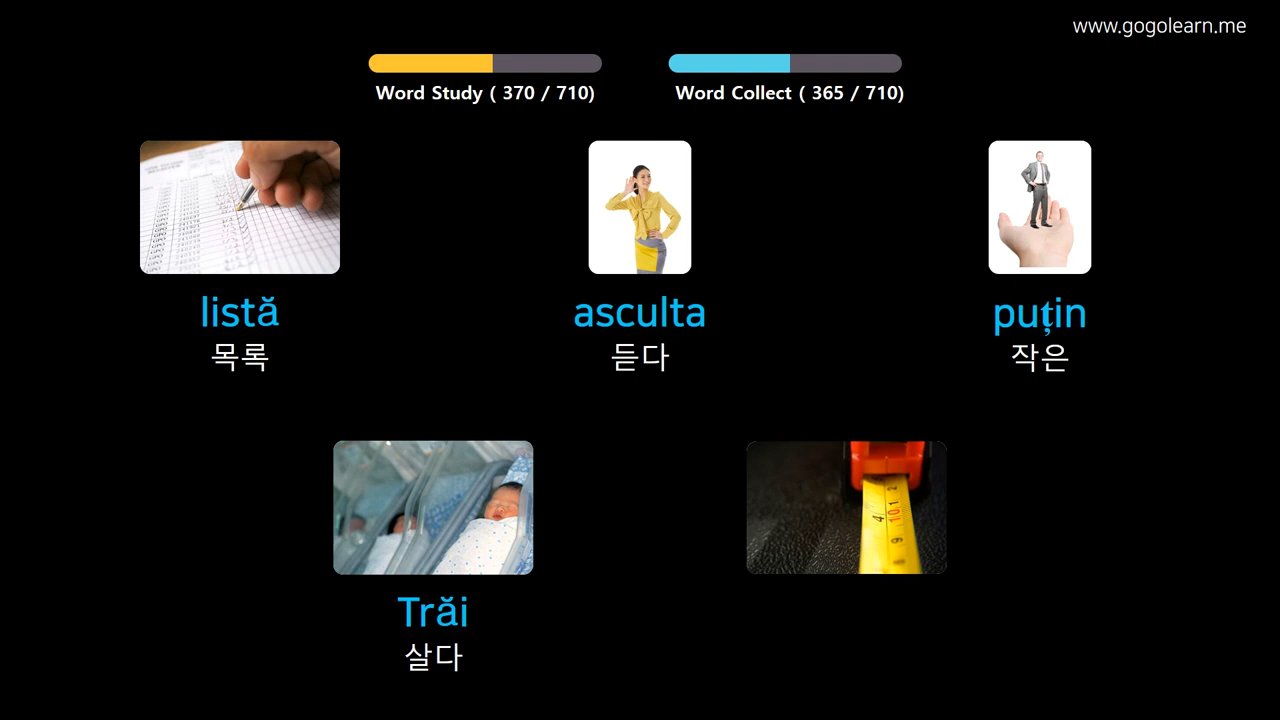 www.gogolearn.me
Word Study ( 370 / 710)
Word Collect ( 365 / 710)
listă
목록
asculta
듣다
puțin
작은
Trăi
살다